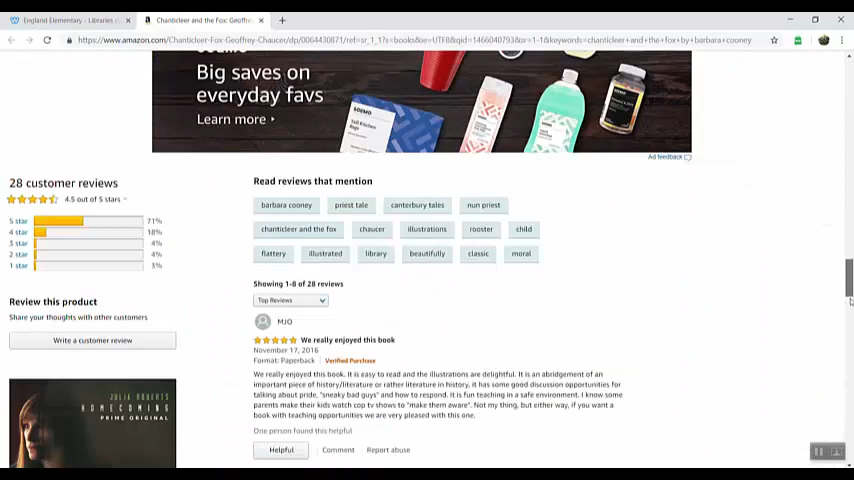 England Elementary - Libraries c
Chanticleer and the Fox: Geoffre
https://www.amazon.com/Chanticleer-Fox-Geoffrey-Chaucer/dp/0064430871/ref=sr_1_1?s=books&ie=UTF8&qid=1466040793&sr=1-1&keywords=chanticleer+and+the+fox+by+barbara+cooney
Big saves on
everyday favs
Learn more
SOLIMO
Ad feedback
28 customer reviews
4.5 out of 5 stars
5 star 71%
4 star 18%
3 star 4%
2 star 4%
1 star 3%
Review this product
Share your thoughts with other customers
Write a customer review
JULIA ROBERTS
HOMECOMING
PRIME ORIGINAL
Read reviews that mention
barbara cooney priest tale canterbury tales nun priest
chanticleer and the fox chaucer illustrations rooster child
flattery illustrated library beautifully classic moral
Showing 1-8 of 28 reviews
Top Reviews
MJO
We really enjoyed this book
November 17, 2016
Format: Paperback Verified Purchase
We really enjoyed this book. It is easy to read and the illustrations are delightful. It is an abridgement of an
important piece of history/literature or rather literature in history, it has some good discussion opportunities for
talking about pride, "sneaky bad guys" and how to respond. It is fun teaching in a safe environment. I know some
parents make their kids watch cop tv shows to "make them aware". Not my thing, but either way, if you want a
book with teaching opportunities we are very pleased with this one.
One person found this helpful
Helpful Comment Report abuse